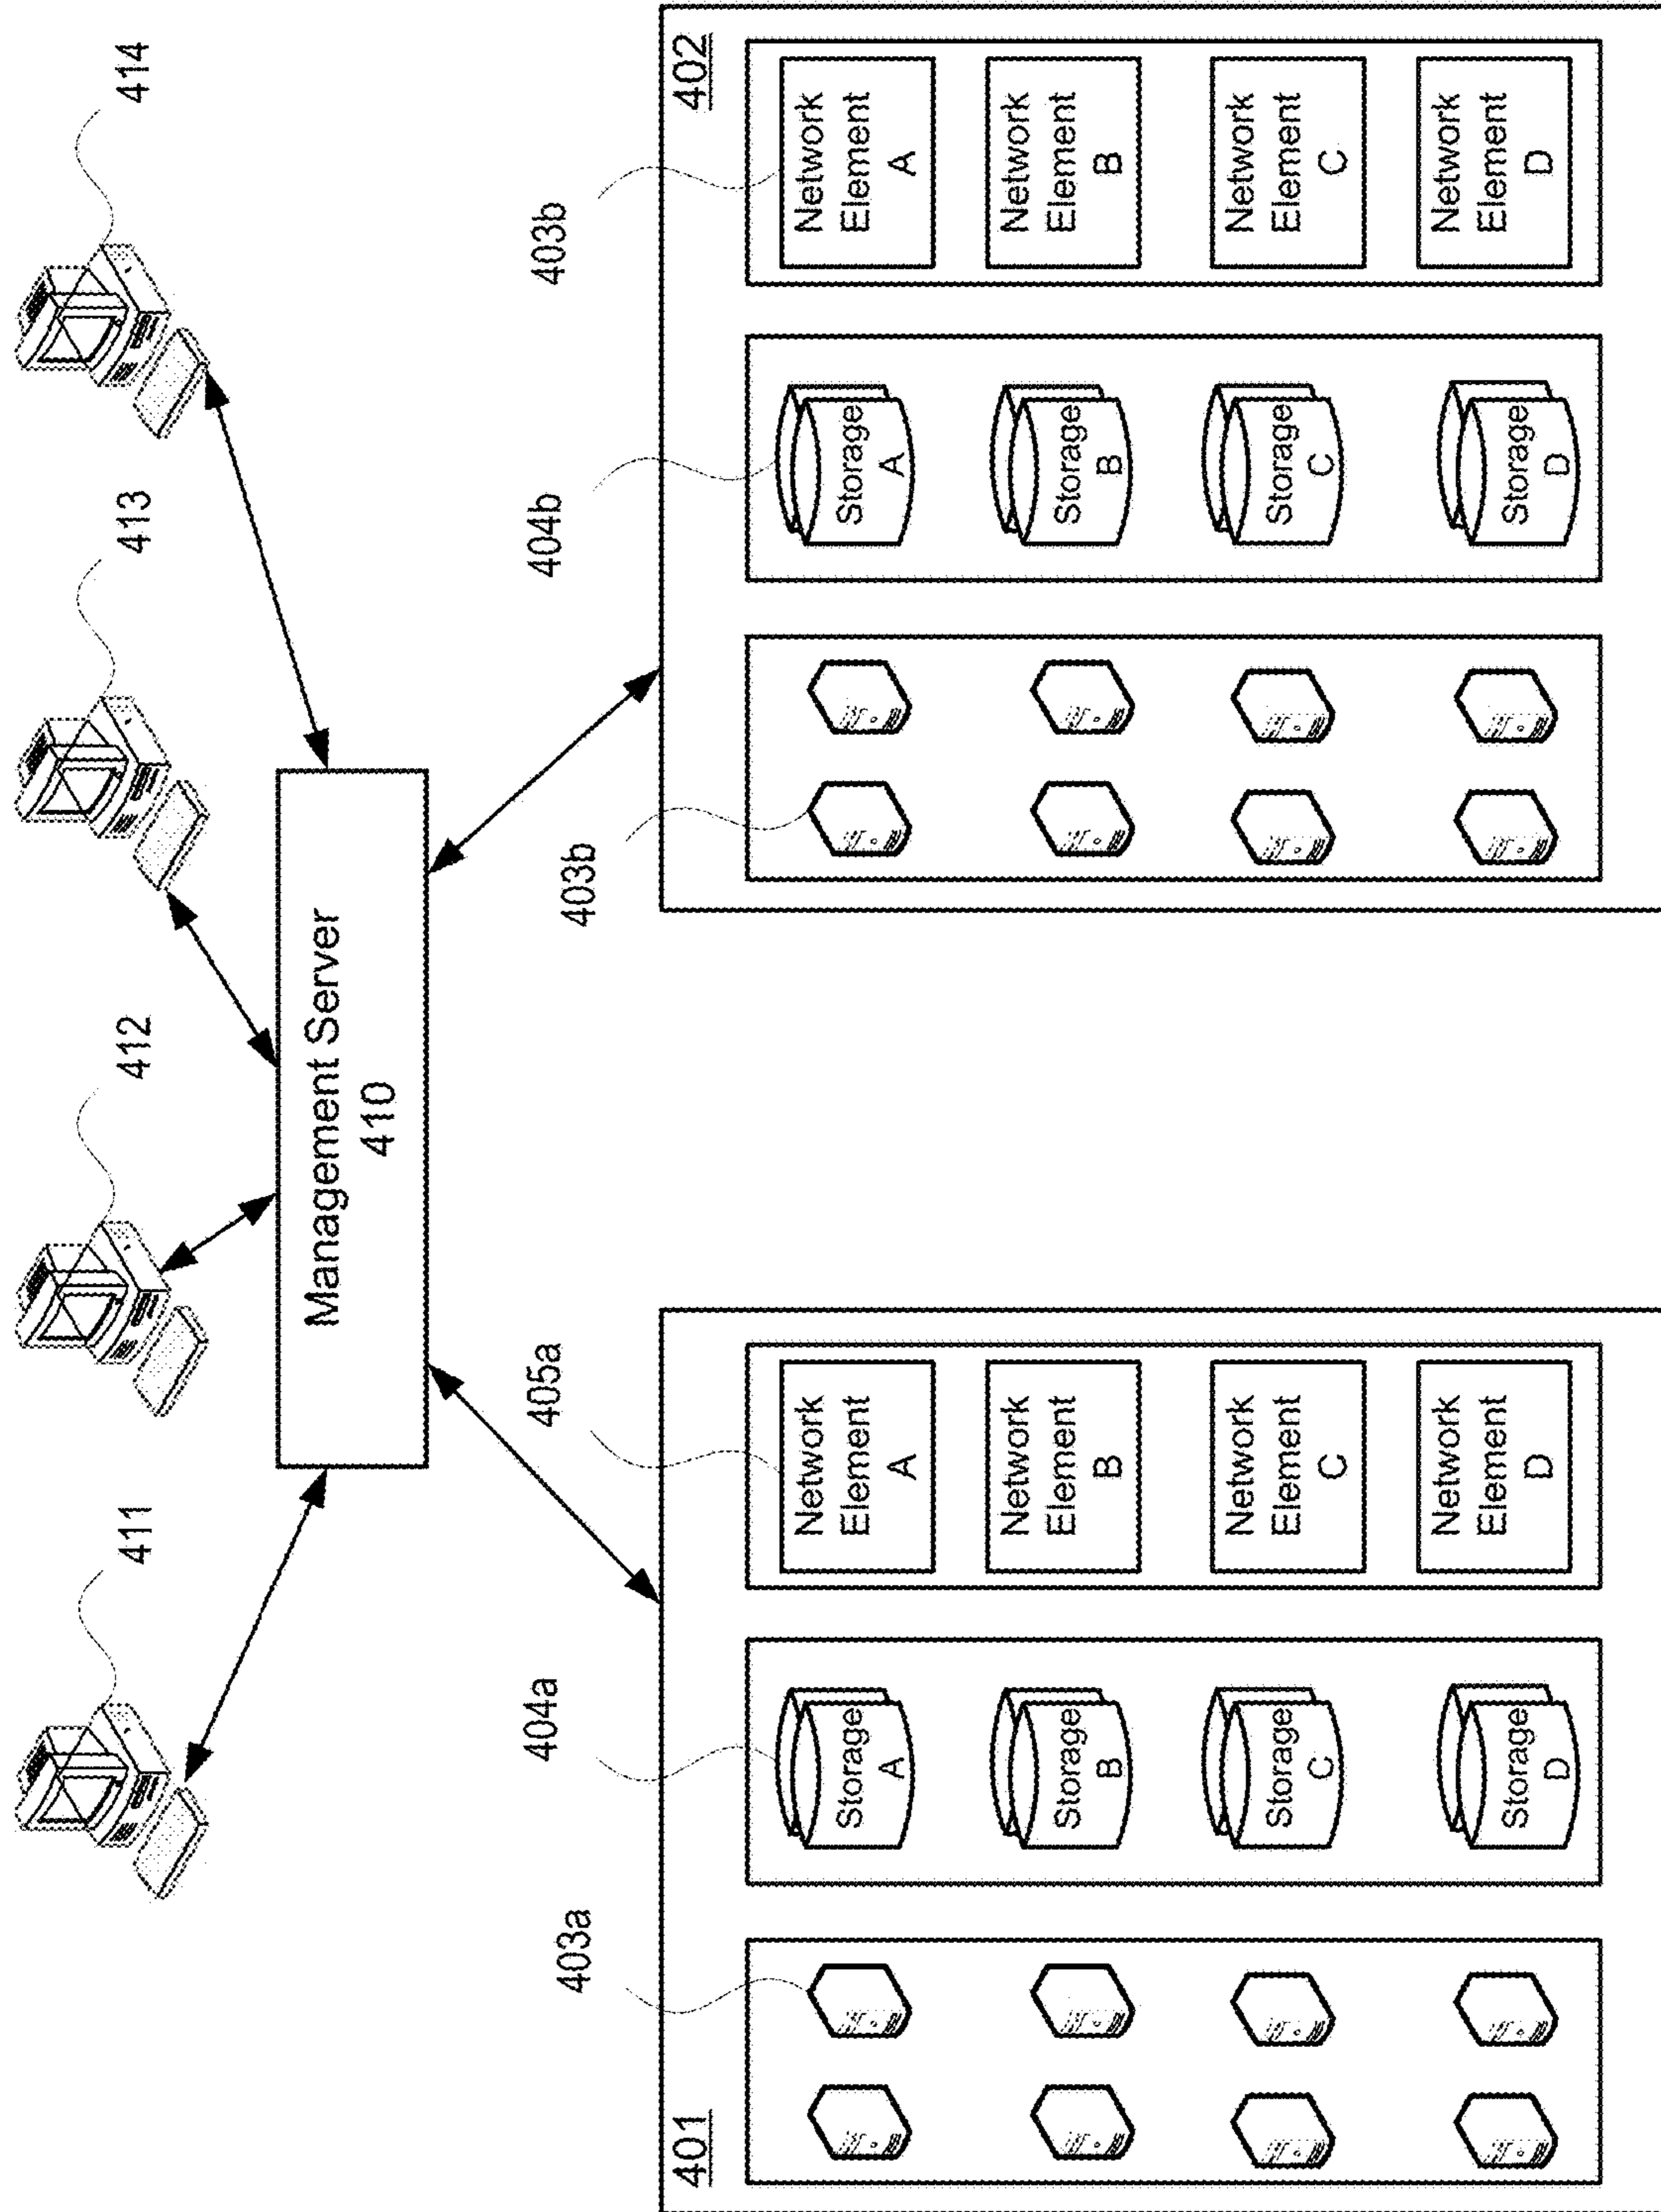 411
412
413
414
Management Server
410
401
403a
404a
405a
Storage
A
Storage
B
Storage
C
Storage
D
Network
Element
A
Network
Element
B
Network
Element
C
Network
Element
D
402
403b
404b
403b
Storage
A
Storage
B
Storage
C
Storage
D
Network
Element
A
Network
Element
B
Network
Element
C
Network
Element
D